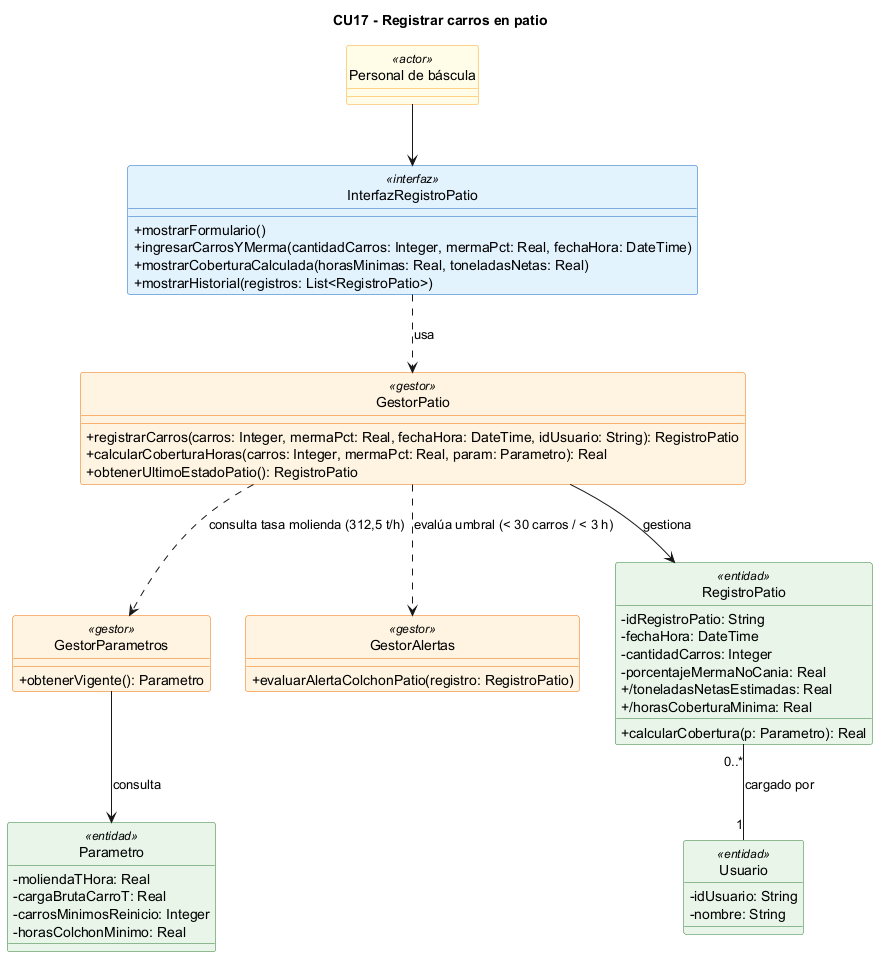 CU17 - Registrar carros en patio
«actor»
Personal de báscula
«interfaz»
InterfazRegistroPatio
+mostrarFormulario()
+ingresarCarrosYMerma(cantidadCarros: Integer, mermaPct: Real, fechaHora: DateTime)
+mostrarCoberturaCalculada(horasMinimas: Real, toneladasNetas: Real)
+mostrarHistorial(registros: List<RegistroPatio>)
usa
«gestor»
GestorPatio
+registrarCarros(carros: Integer, mermaPct: Real, fechaHora: DateTime, idUsuario: String): RegistroPatio
+calcularCoberturaHoras(carros: Integer, mermaPct: Real, param: Parametro): Real
+obtenerUltimoEstadoPatio(): RegistroPatio
consulta tasa molienda (312,5 t/h)
evalúa umbral (< 30 carros / < 3 h)
gestiona
«gestor»
GestorParametros
+obtenerVigente(): Parametro
«gestor»
GestorAlertas
+evaluarAlertaColchonPatio(registro: RegistroPatio)
«entidad»
RegistroPatio
-idRegistroPatio: String
-fechaHora: DateTime
-cantidadCarros: Integer
-porcentajeMermaNoCania: Real
+/toneladasNetasEstimadas: Real
+/horasCoberturaMinima: Real
+calcularCobertura(p: Parametro): Real
consulta
0..*
cargado por
1
«entidad»
Parametro
-moliendaTHora: Real
-cargaBrutaCarroT: Real
-carrosMinimosReinicio: Integer
-horasColchonMinimo: Real
«entidad»
Usuario
-idUsuario: String
-nombre: String